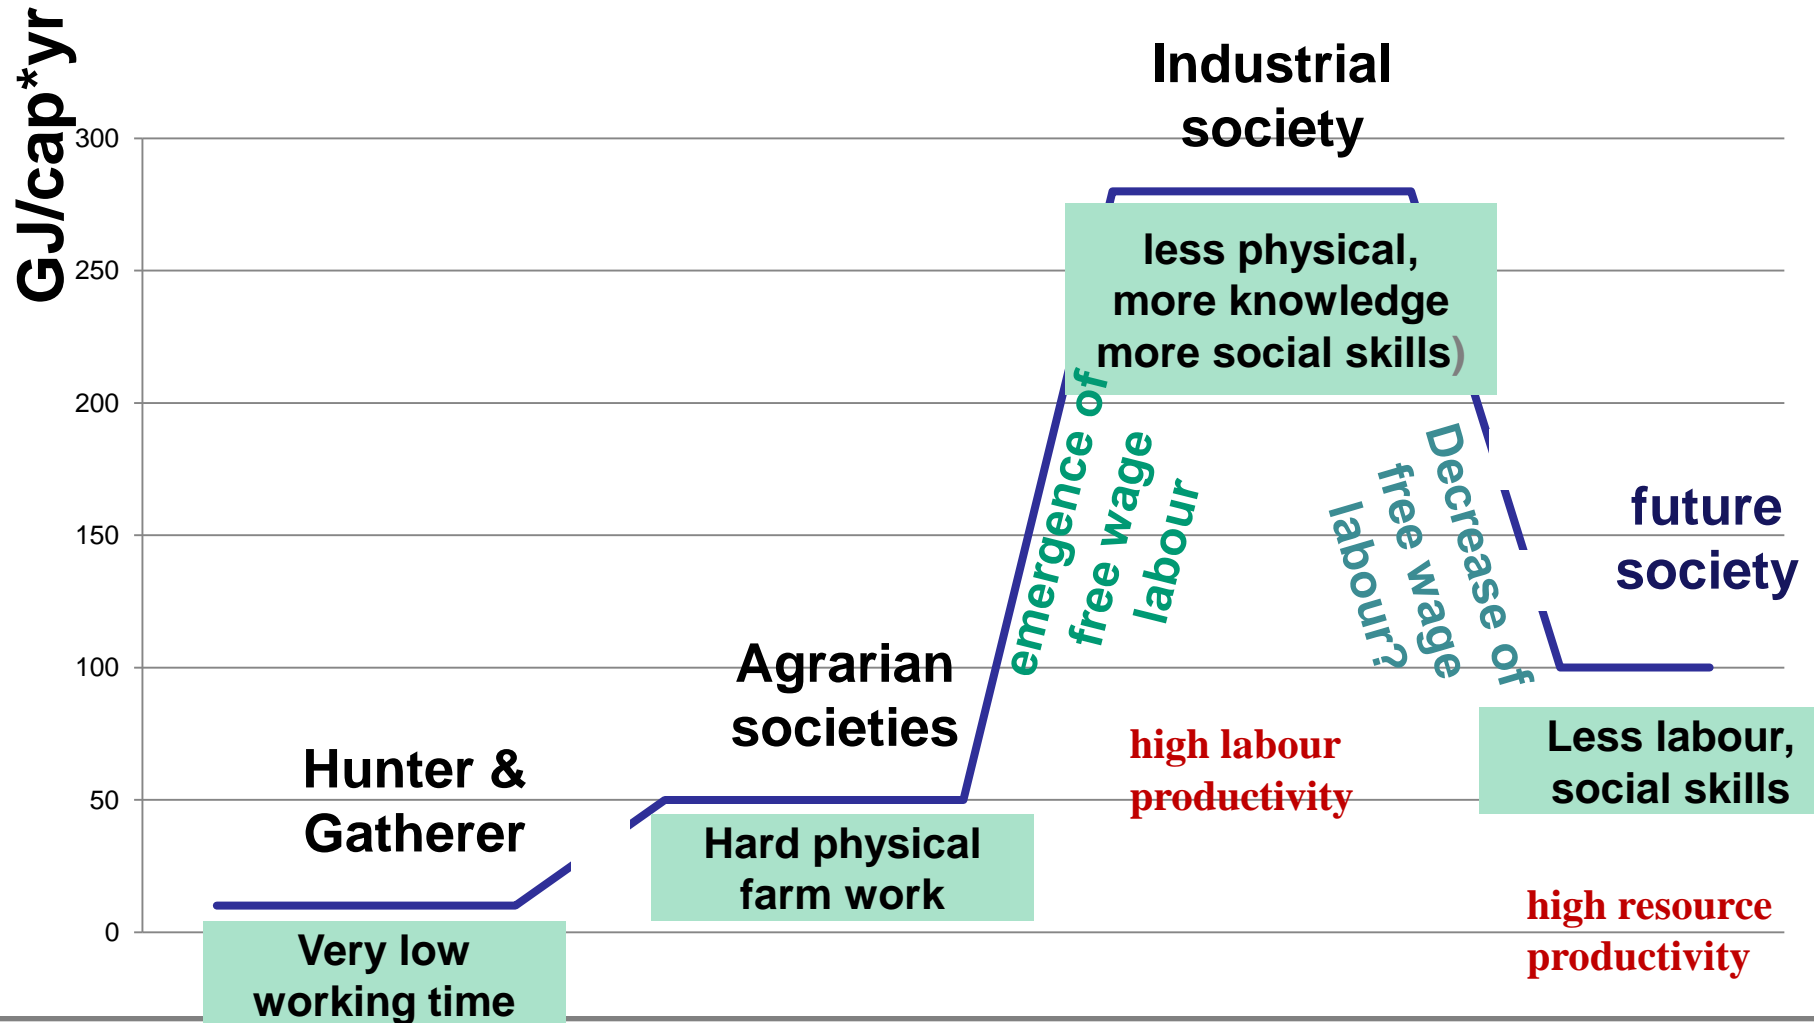 GJ/cap*yr
300
250
200
150
100
50
0
Hunter &
Gatherer
Very low
working time
Agrarian
societies
Hard physical
farm work
emergence of
free wage
labour
Industrial
society
less physical,
more knowledge
more social skills)
high labour
productivity
Decrease of
free wage
labour?
future
society
Less labour,
social skills
high resource
productivity